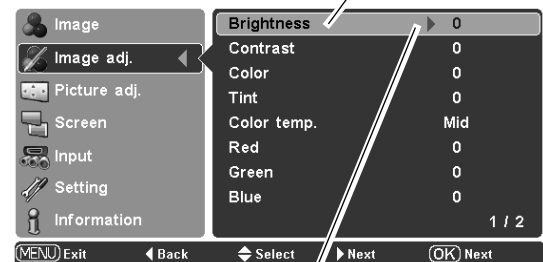 Image
Image adj.
Picture adj.
Screen
Input
Setting
Information
Brightness 0
Contrast 0
Color 0
Tint 0
Color temp. Mid
Red 0
Green 0
Blue 0
1 / 2
MENU Exit Back Select Next OK Next